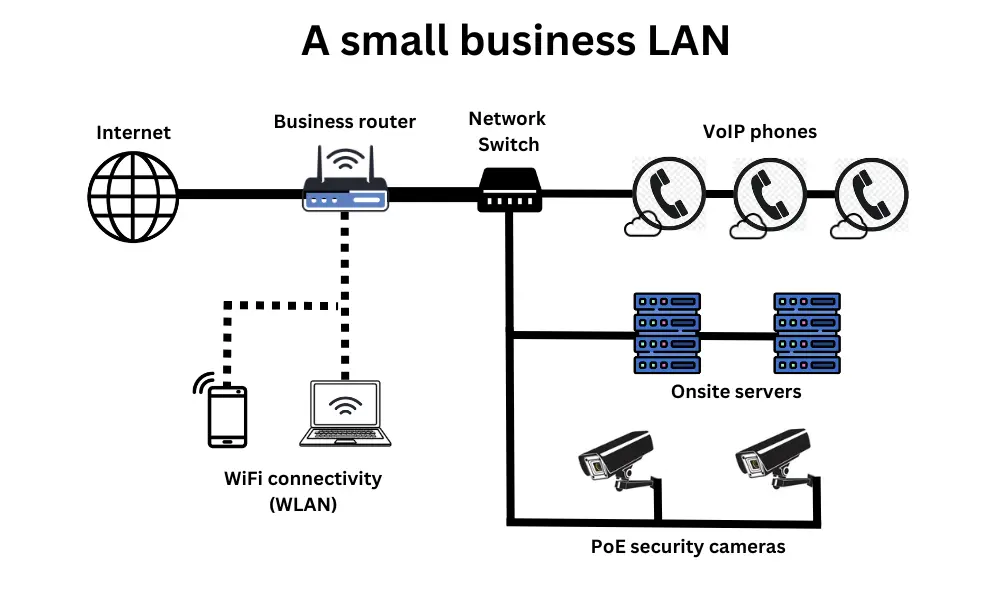 A small business LAN
Internet
Business router
Network
Switch
VoIP phones
Onsite servers
WiFi connectivity
(WLAN)
PoE security cameras